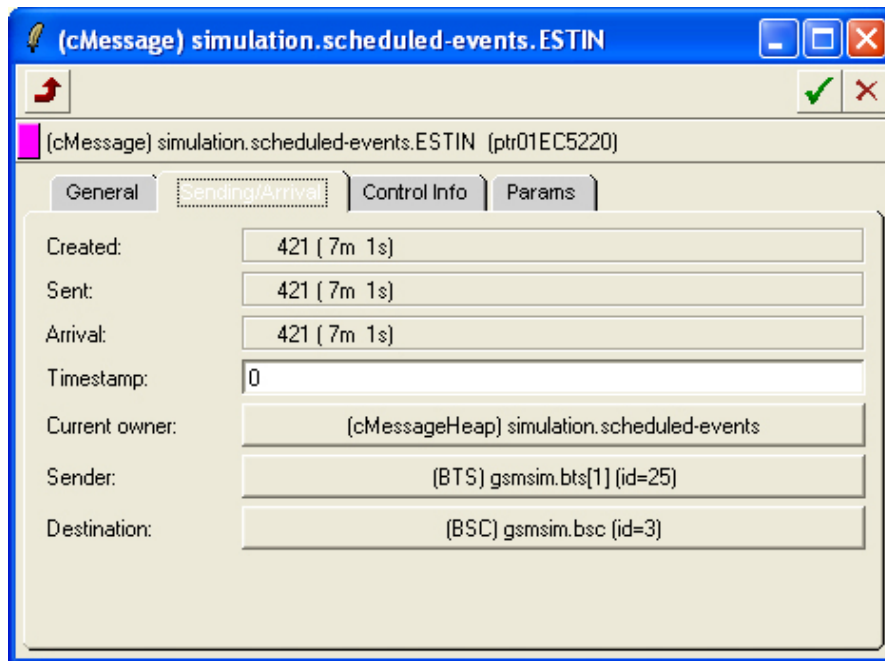 (cMessage) simulation.scheduled-events.ESTIN
(cMessage) simulation.scheduled-events.ESTIN (ptr01EC5220)
General Sending/Arrival Control Info Params
Created: 421 ( 7m 1s)
Sent: 421 ( 7m 1s)
Arrival: 421 ( 7m 1s)
Timestamp: 0
Current owner: (cMessageHeap) simulation.scheduled-events
Sender: (BTS) gsmsim.bts[1] (id=25)
Destination: (BSC) gsmsim.bsc (id=3)